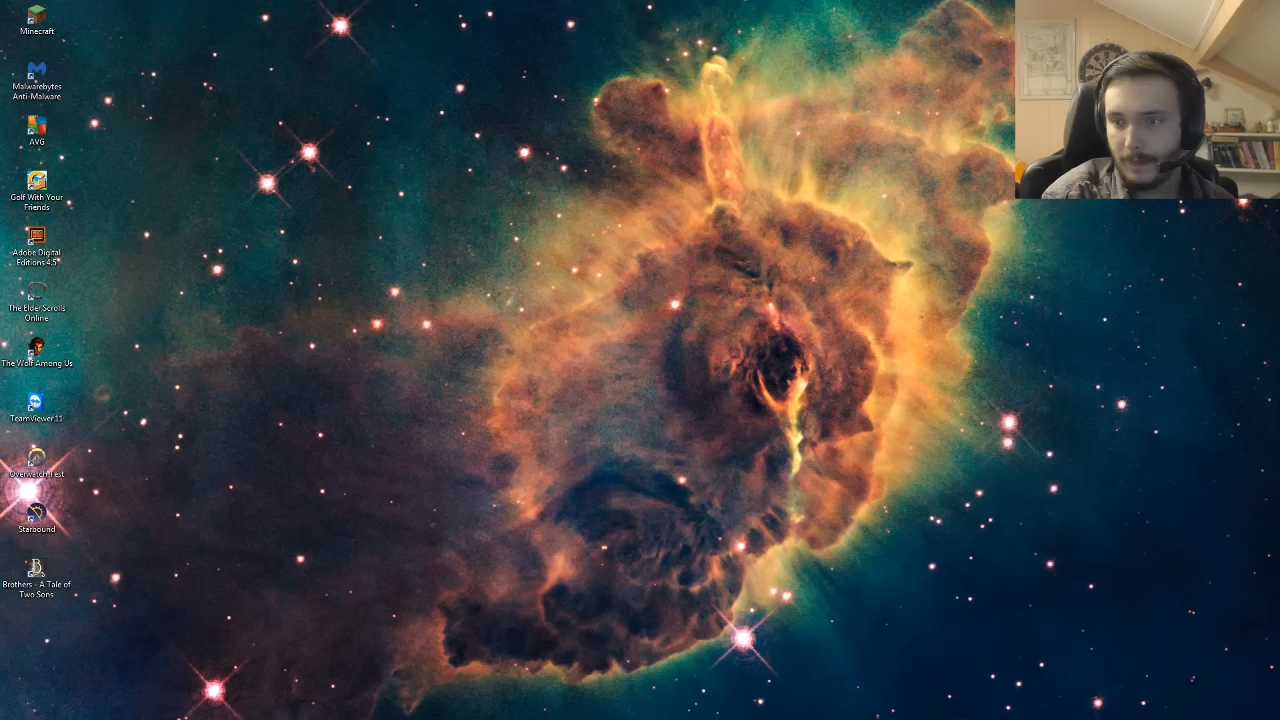 Minecraft
Malwarebytes
Anti-Malware
AVG
Golf With Your
Friends
Adobe Digital
Editions 4.5
The Elder Scrolls
Online
The Wolf Among Us
TeamViewer 11
Overwatch Test
Starbound
Brothers - A Tale of
Two Sons